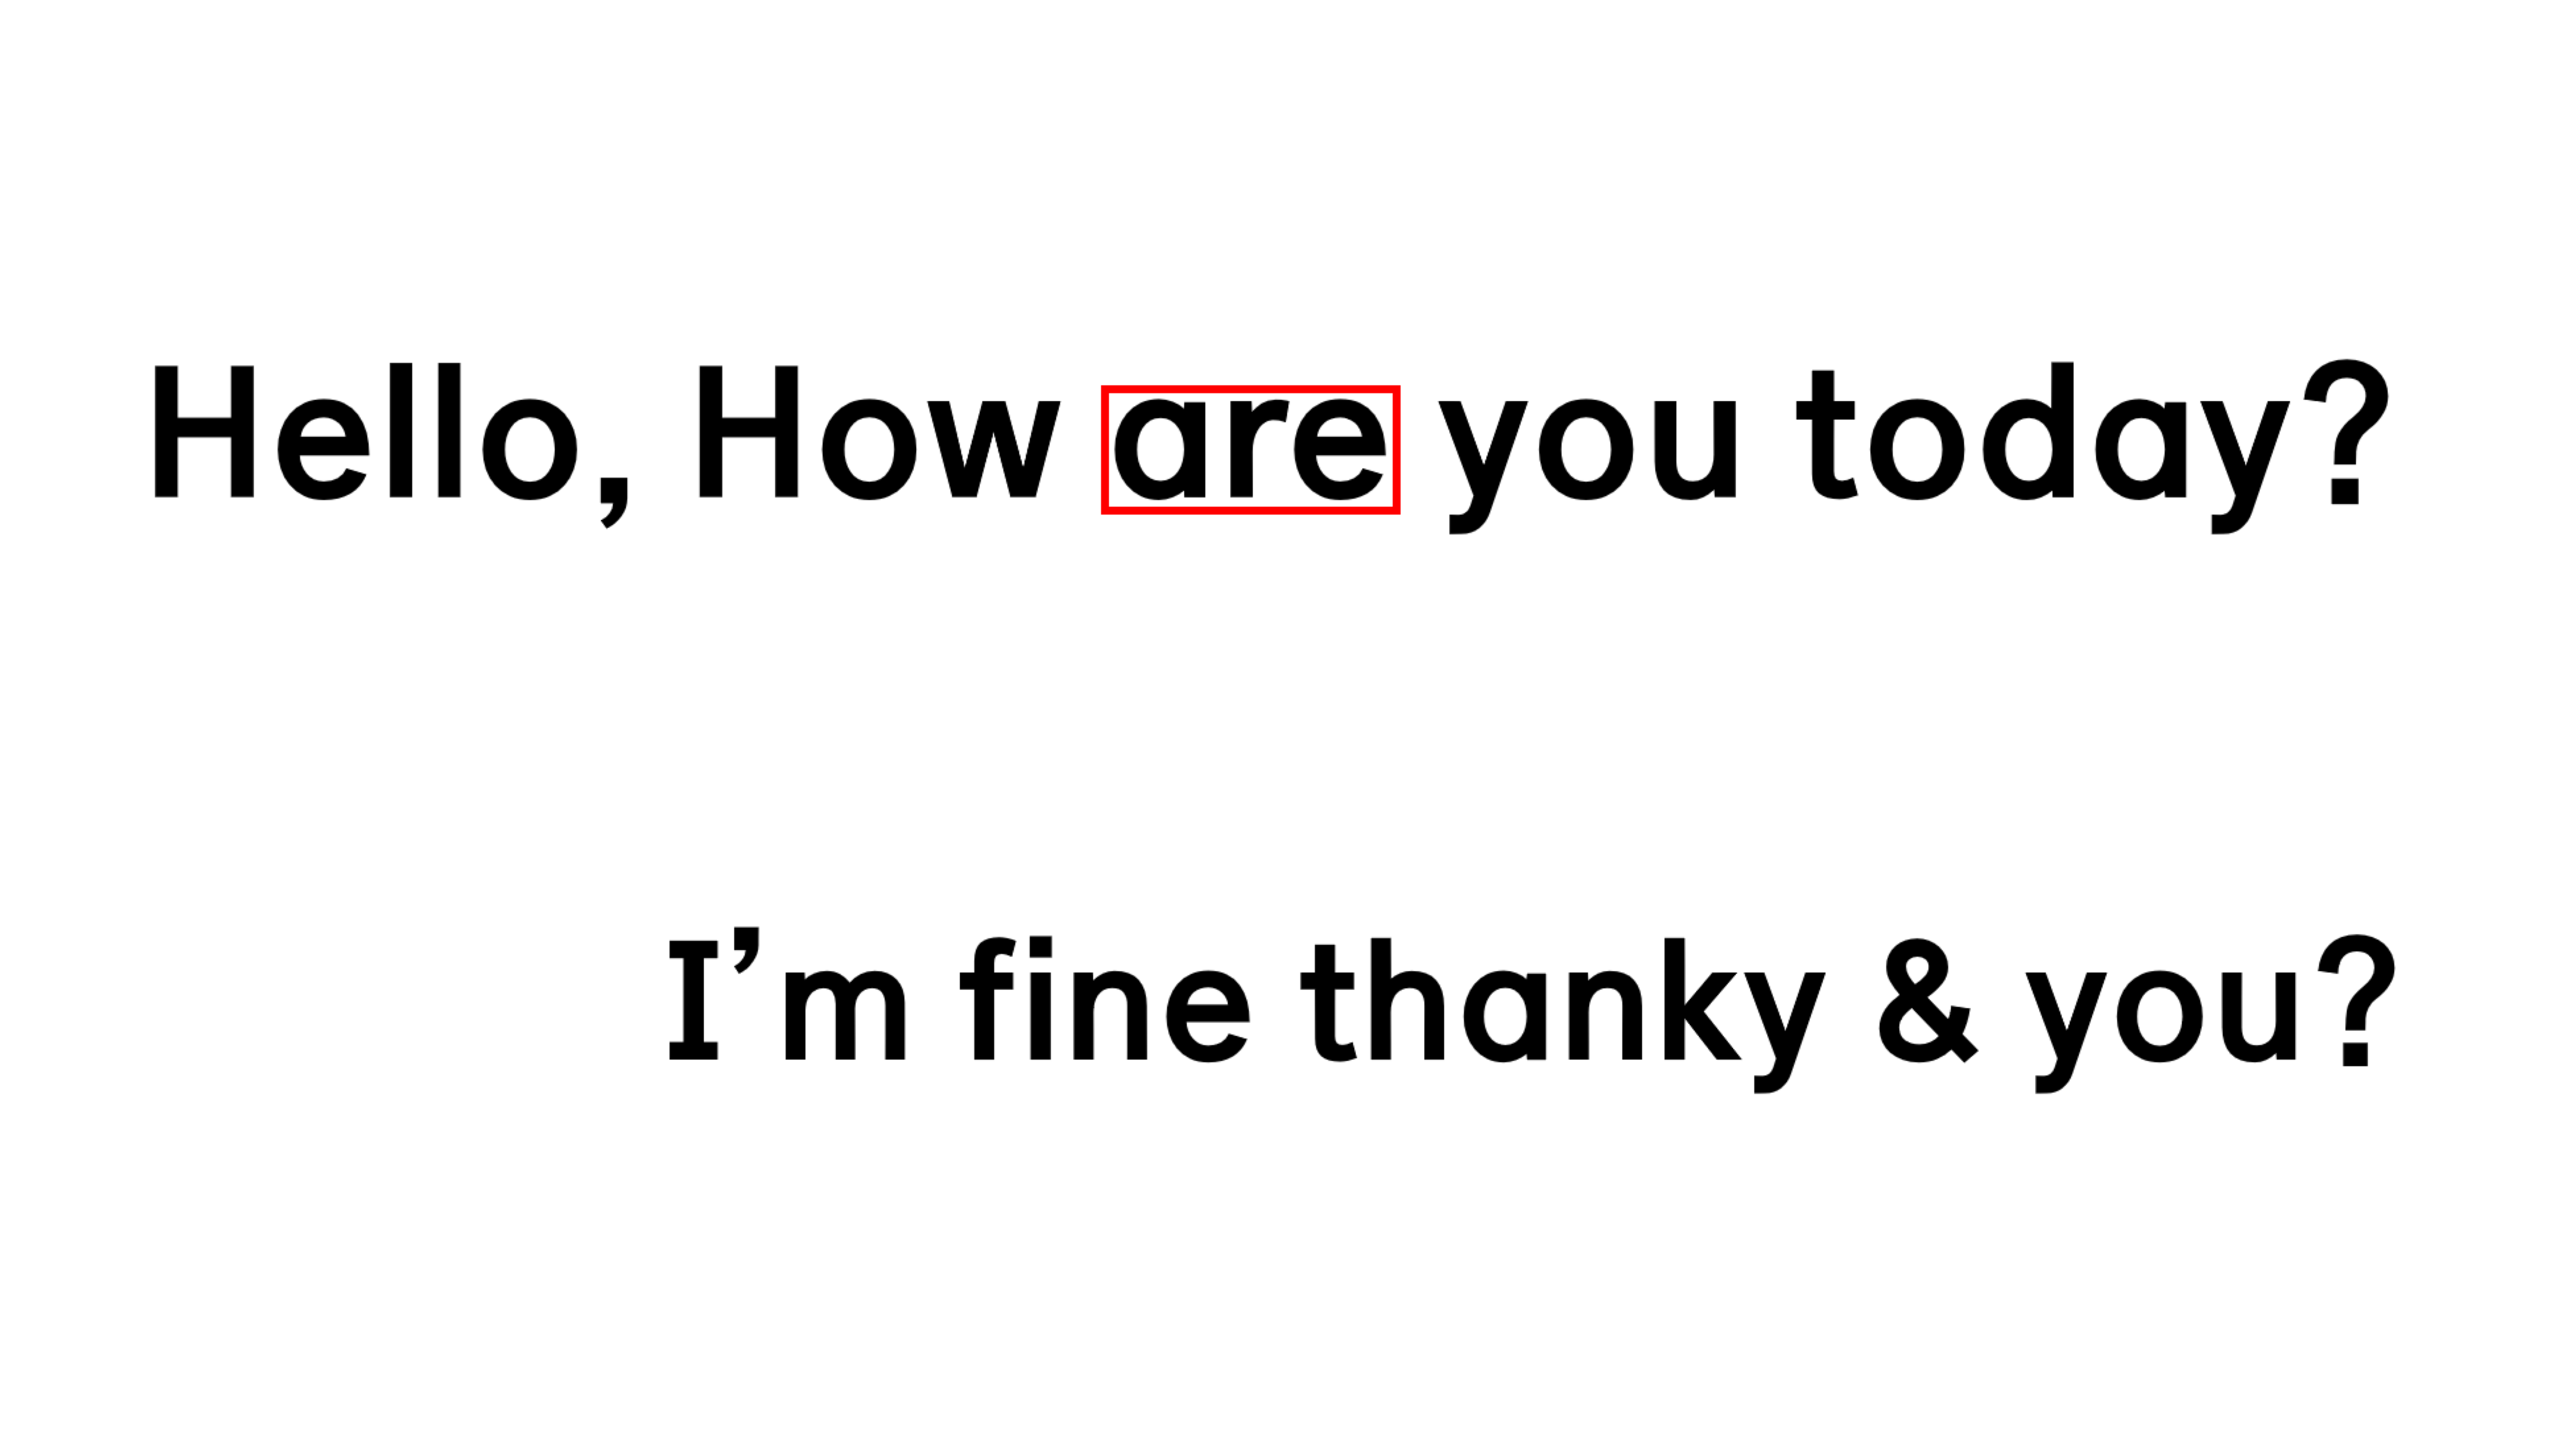 Hello, How are you today?
I’m fine thanky & you?